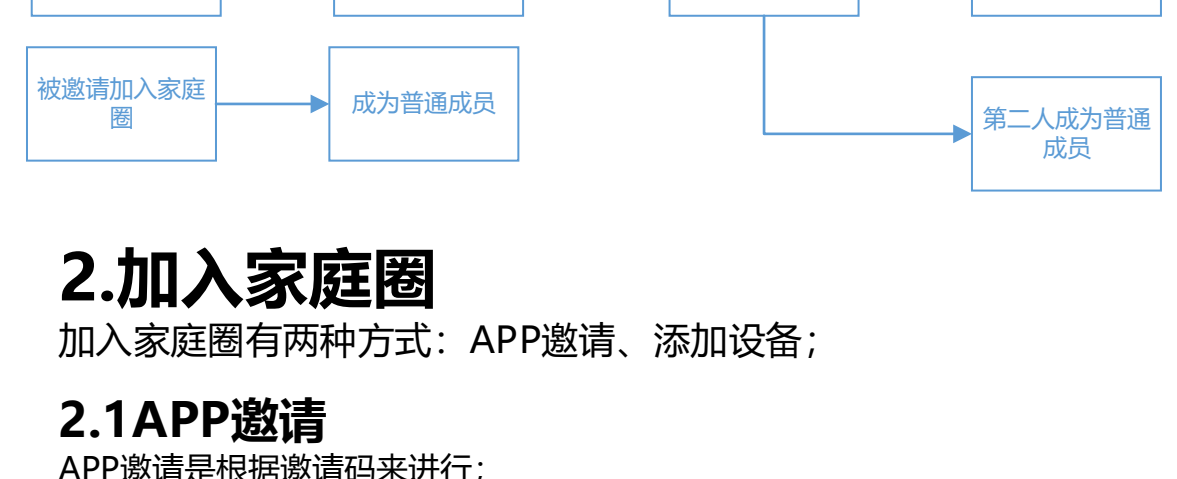 被邀请加入家庭
圈
成为普通成员
第二人成为普通
成员
2.加入家庭圈
加入家庭圈有两种方式：APP邀请、添加设备；
2.1APP邀请
APP邀请是根据邀请码来进行；